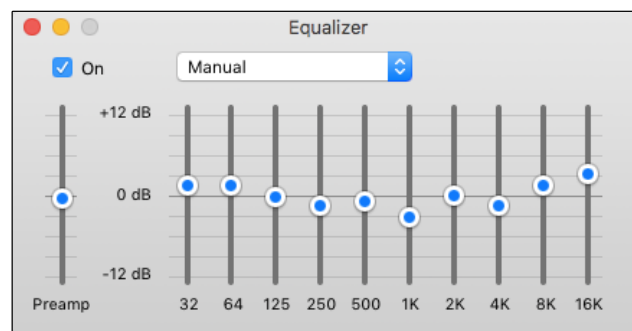 Equalizer
On
Manual
+12 dB
0 dB
-12 dB
Preamp 32 64 125 250 500 1K 2K 4K 8K 16K